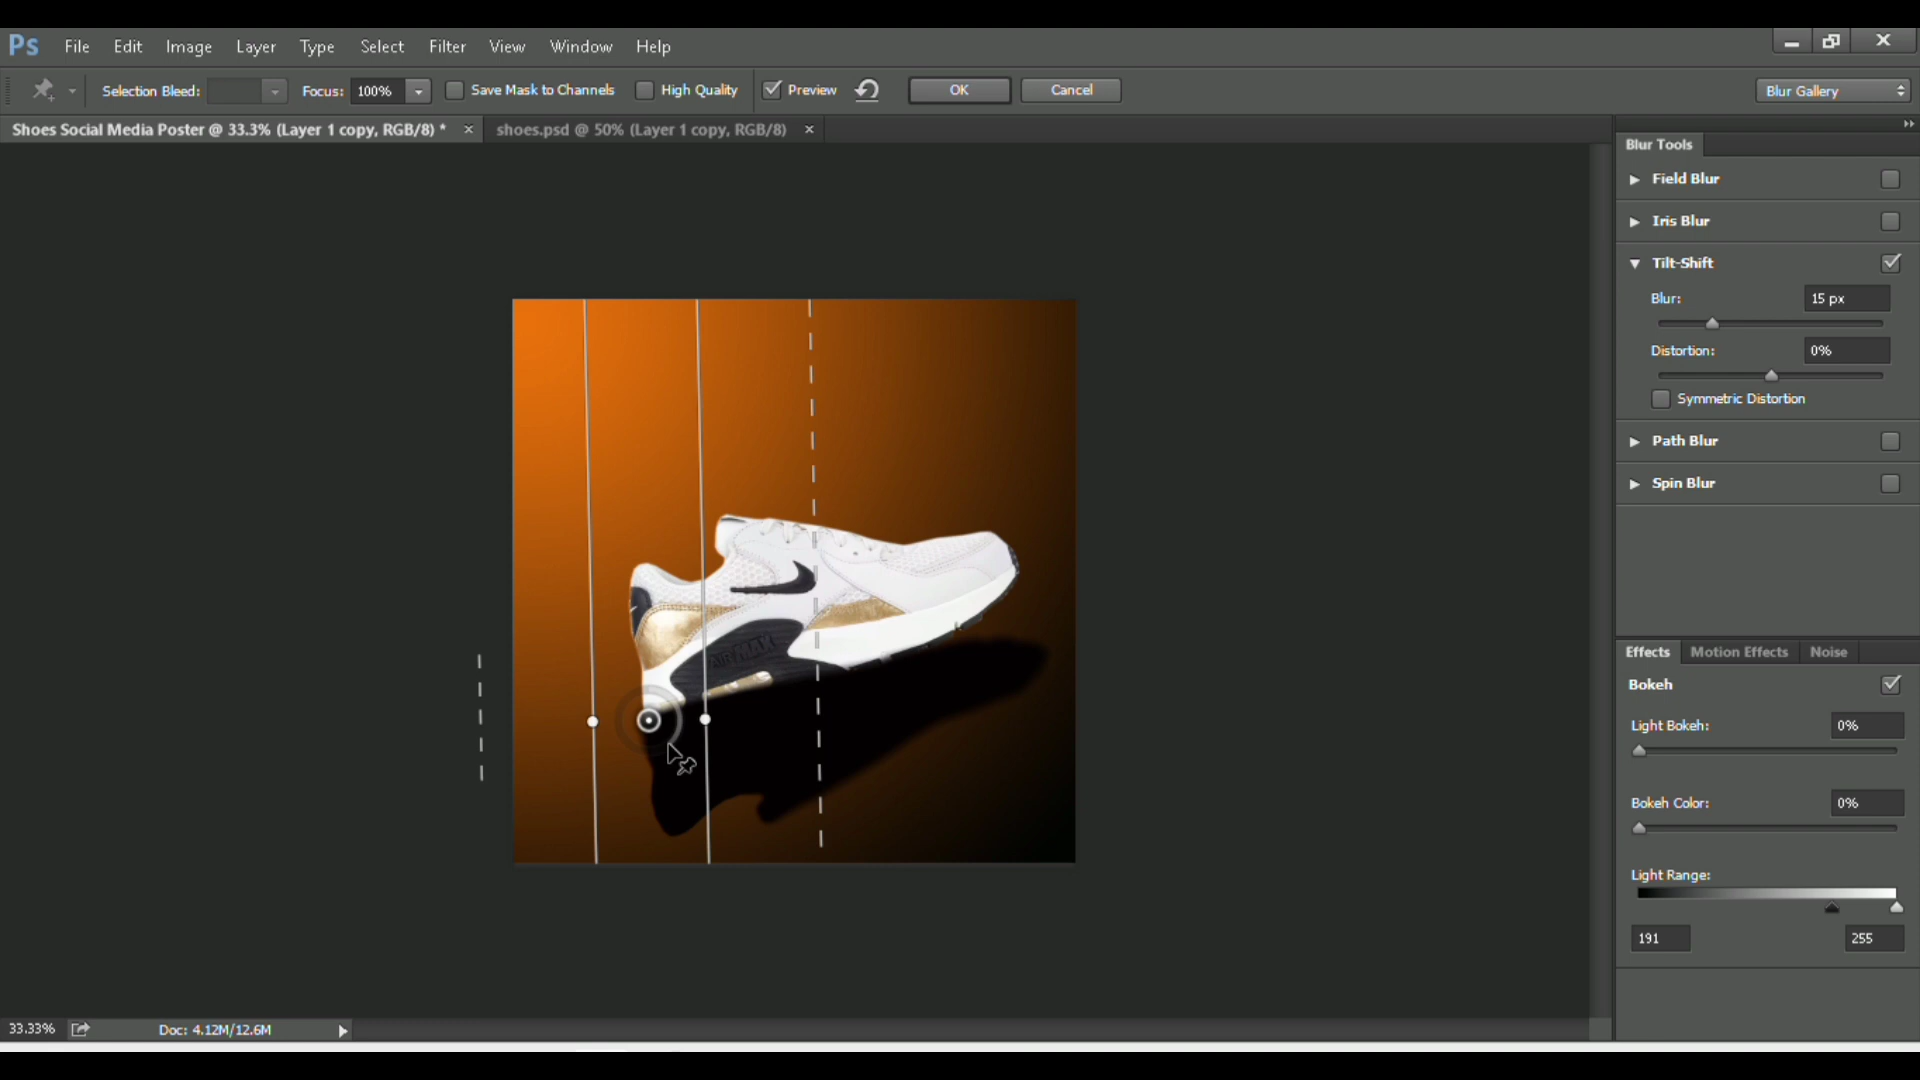 Ps File Edit Image Layer Type Select Filter View Window Help
Selection Bleed: Focus: 100% Save Mask to Channels High Quality Preview OK Cancel Blur Gallery
Shoes Social Media Poster @ 33.3% (Layer 1 copy, RGB/8) * × shoes.psd @ 50% (Layer 1 copy, RGB/8) ×
Blur Tools
Field Blur
Iris Blur
Tilt-Shift
Blur: 15 px
Distortion: 0%
Symmetric Distortion
Path Blur
Spin Blur
AIR MAX
Effects Motion Effects Noise
Bokeh
Light Bokeh: 0%
Bokeh Color: 0%
Light Range:
191 255
33.33% Doc: 4.12M/12.6M